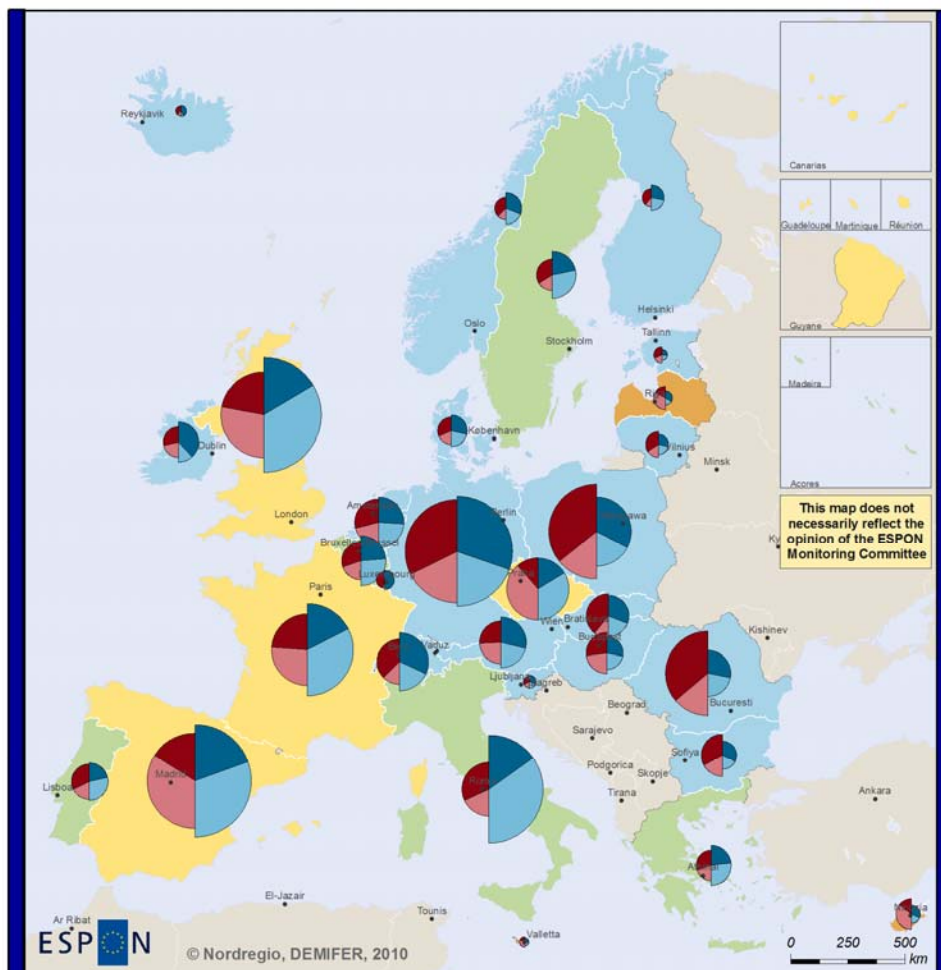 Canarias
Reykjavik
Guadeloupe
Martinique
Réunion
Guyane
Helsinki
Oslo
Tallinn
Stockholm
Madeira
København
Dublin
Vilnius
Minsk
Acores
London
This map does not
necessarily reflect the
opinion of the ESPON
Monitoring Committee
Paris
Luxembourg
Wien
Bratislava
Kishinev
Vaduz
Ljubljana
Zagreb
Beograd
Bucuresti
Sarajevo
Sofiya
Podgorica
Skopje
Madrid
Lisboa
Tirana
Ankara
El-Jazair
Tounis
Ar Ribat
Valletta
ESPON
© Nordregio, DEMIFER, 2010
0 250 500
km